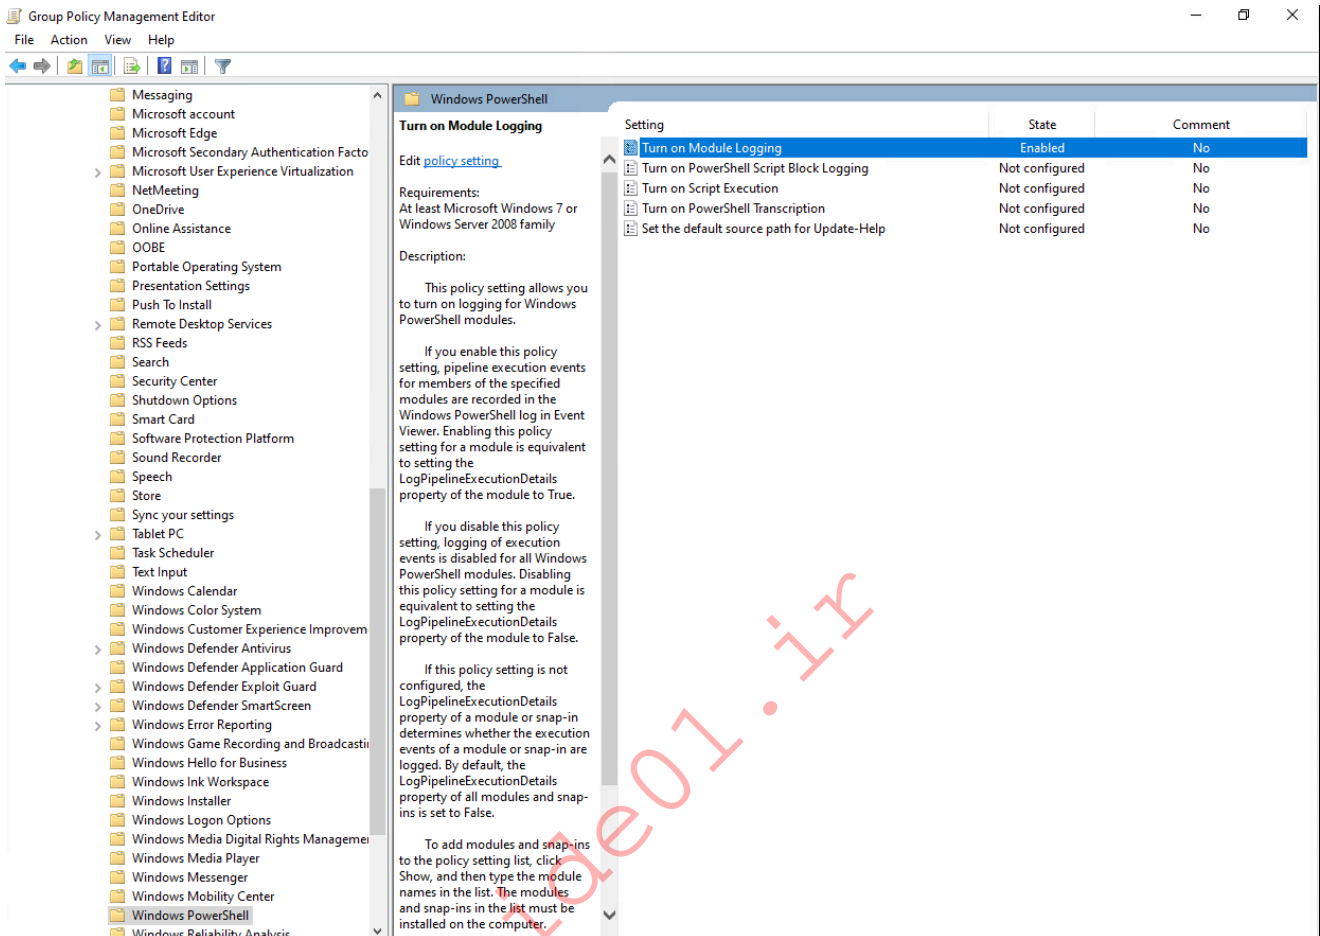 Group Policy Management Editor
File Action View Help
Messaging
Microsoft account
Microsoft Edge
Microsoft Secondary Authentication Facto
Microsoft User Experience Virtualization
NetMeeting
OneDrive
Online Assistance
OOBE
Portable Operating System
Presentation Settings
Push To Install
Remote Desktop Services
RSS Feeds
Search
Security Center
Shutdown Options
Smart Card
Software Protection Platform
Sound Recorder
Speech
Store
Sync your settings
Tablet PC
Task Scheduler
Text Input
Windows Calendar
Windows Color System
Windows Customer Experience Improvem
Windows Defender Antivirus
Windows Defender Application Guard
Windows Defender Exploit Guard
Windows Defender SmartScreen
Windows Error Reporting
Windows Game Recording and Broadcasti
Windows Hello for Business
Windows Ink Workspace
Windows Installer
Windows Logon Options
Windows Media Digital Rights Managemen
Windows Media Player
Windows Messenger
Windows Mobility Center
Windows PowerShell
Windows Reliability Analysis
Windows PowerShell
Turn on Module Logging
Edit policy setting
Requirements:
At least Microsoft Windows 7 or
Windows Server 2008 family
Description:
This policy setting allows you
to turn on logging for Windows
PowerShell modules.
If you enable this policy
setting, pipeline execution events
for members of the specified
modules are recorded in the
Windows PowerShell log in Event
Viewer. Enabling this policy
setting for a module is equivalent
to setting the
LogPipelineExecutionDetails
property of the module to True.
If you disable this policy
setting, logging of execution
events is disabled for all Windows
PowerShell modules. Disabling
this policy setting for a module is
equivalent to setting the
LogPipelineExecutionDetails
property of the module to False.
If this policy setting is not
configured, the
LogPipelineExecutionDetails
property of a module or snap-in
determines whether the execution
events of a module or snap-in are
logged. By default, the
LogPipelineExecutionDetails
property of all modules and snap-
ins is set to False.
To add modules and snap-ins
to the policy setting list, click
Show, and then type the module
names in the list. The modules
and snap-ins in the list must be
installed on the computer.
Setting State Comment
Turn on Module Logging Enabled No
Turn on PowerShell Script Block Logging Not configured No
Turn on Script Execution Not configured No
Turn on PowerShell Transcription Not configured No
Set the default source path for Update-Help Not configured No
ide01.ir